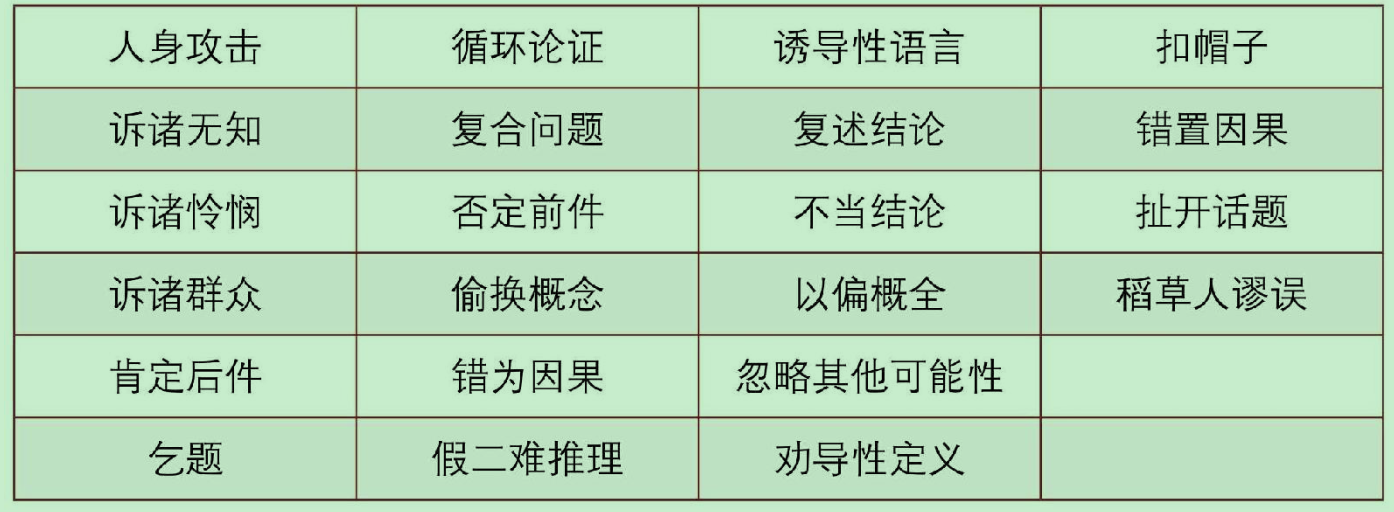 人身攻击 循环论证 诱导性语言 扣帽子
诉诸无知 复合问题 复述结论 错置因果
诉诸怜悯 否定前件 不当结论 扯开话题
诉诸群众 偷换概念 以偏概全 稻草人谬误
肯定后件 错为因果 忽略其他可能性
乞题 假二难推理 劝导性定义